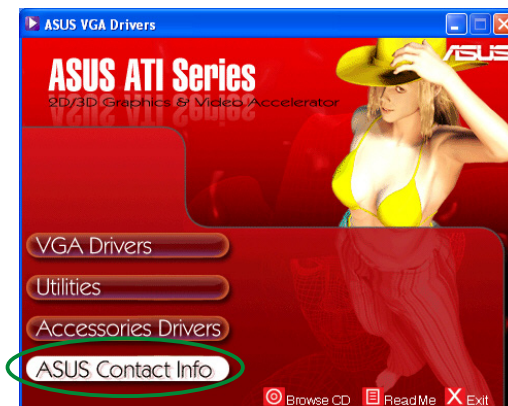 ASUS VGA Drivers
ASUS
ASUS ATI Series
2D/3D Graphics & Video Accelerator
VGA Drivers
Utilities
Accessories Drivers
ASUS Contact Info
Browse CD ReadMe Exit